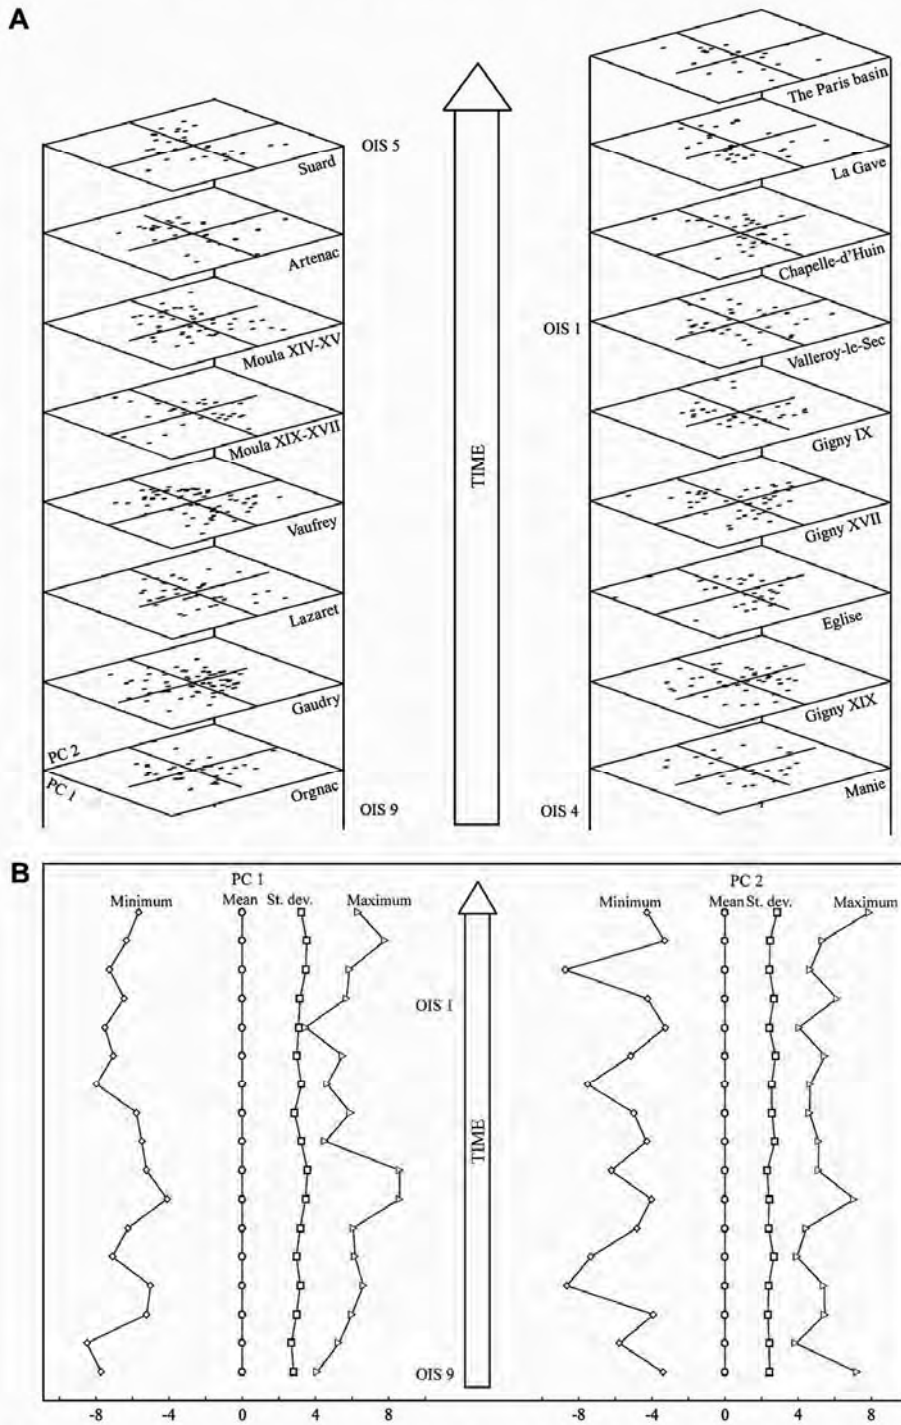 A
The Paris basin
OIS 5
Suard
La Gave
Artenac
Chapelle-d'Huin
OIS 1
Moula XIV-XV
Valleroy-le-Sec
Moula XIX-XVII
Gigny IX
TIME
Vaufrey
Gigny XVII
Lazaret
Eglise
Gaudry
Gigny XIX
PC 2
PC 1
Orgnac
Manie
OIS 9
OIS 4
B
PC 1
PC 2
Minimum Mean St. dev. Maximum
Minimum Mean St. dev. Maximum
OIS 1
TIME
OIS 9
-8 -4 0 4 8
-8 -4 0 4 8